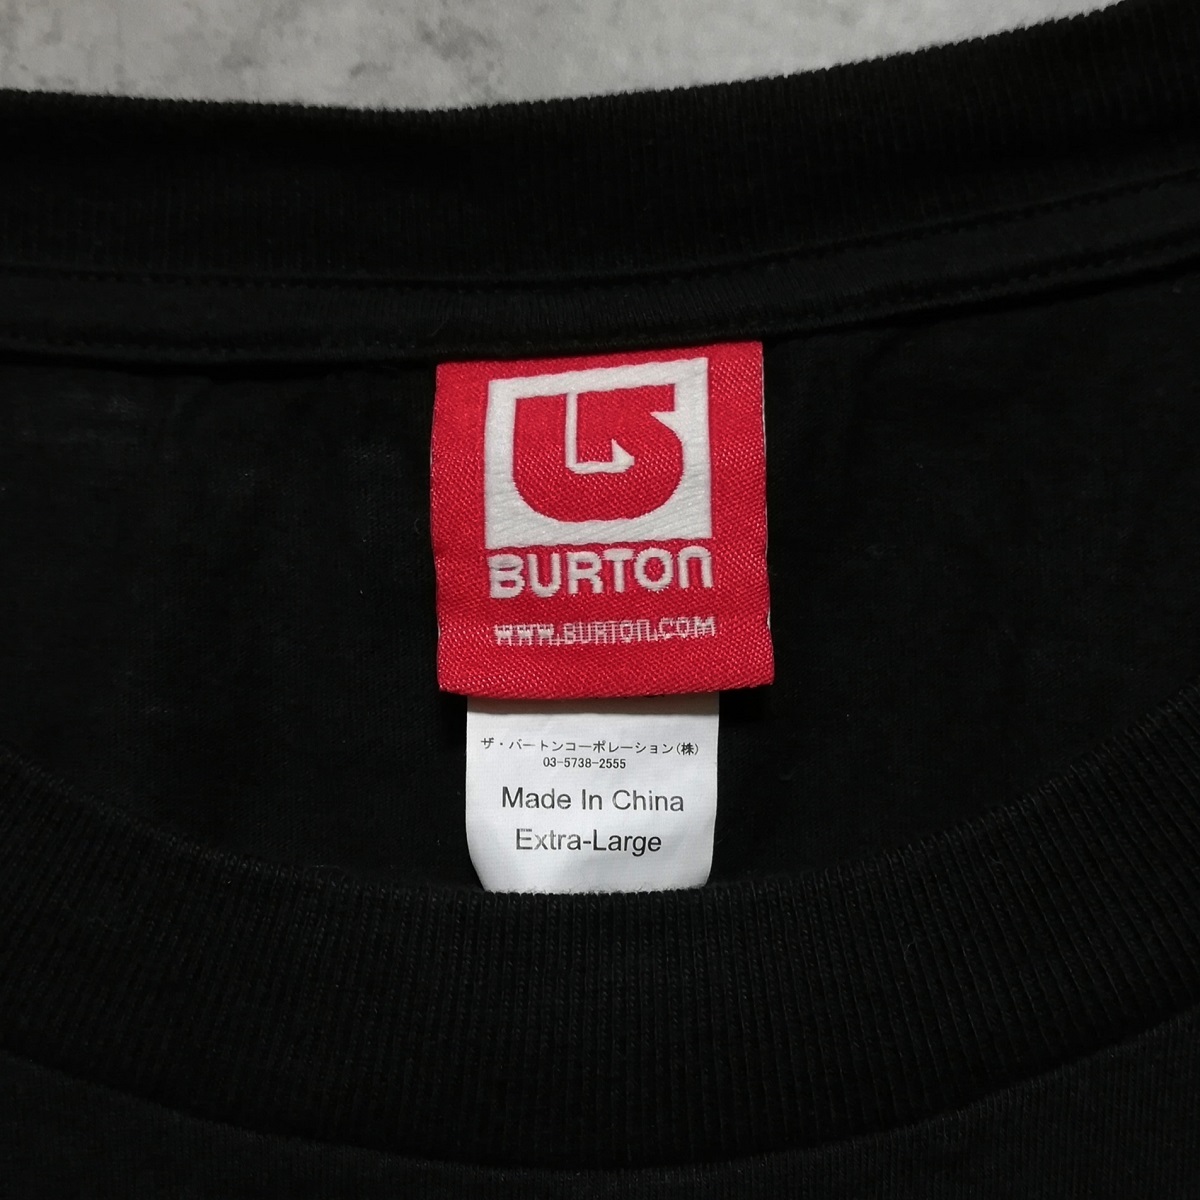 BURTON
WWW.BURTON.COM
ザ・バートンコーポレーション(株)
03-5738-2555
Made In China
Extra-Large